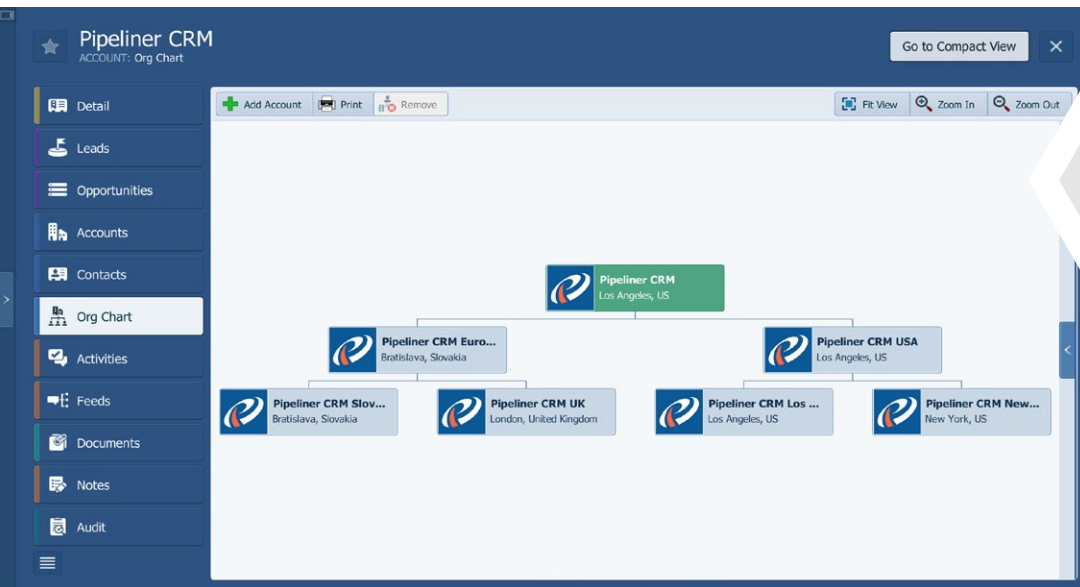 Pipeliner CRM
ACCOUNT: Org Chart
Go to Compact View
Detail
Leads
Opportunities
Accounts
Contacts
Org Chart
Activities
Feeds
Documents
Notes
Audit
Add Account Print Remove Fit View Zoom In Zoom Out
Pipeliner CRM
Los Angeles, US
Pipeliner CRM Euro...
Bratislava, Slovakia
Pipeliner CRM USA
Los Angeles, US
Pipeliner CRM Slov...
Bratislava, Slovakia
Pipeliner CRM UK
London, United Kingdom
Pipeliner CRM Los ...
Los Angeles, US
Pipeliner CRM New...
New York, US